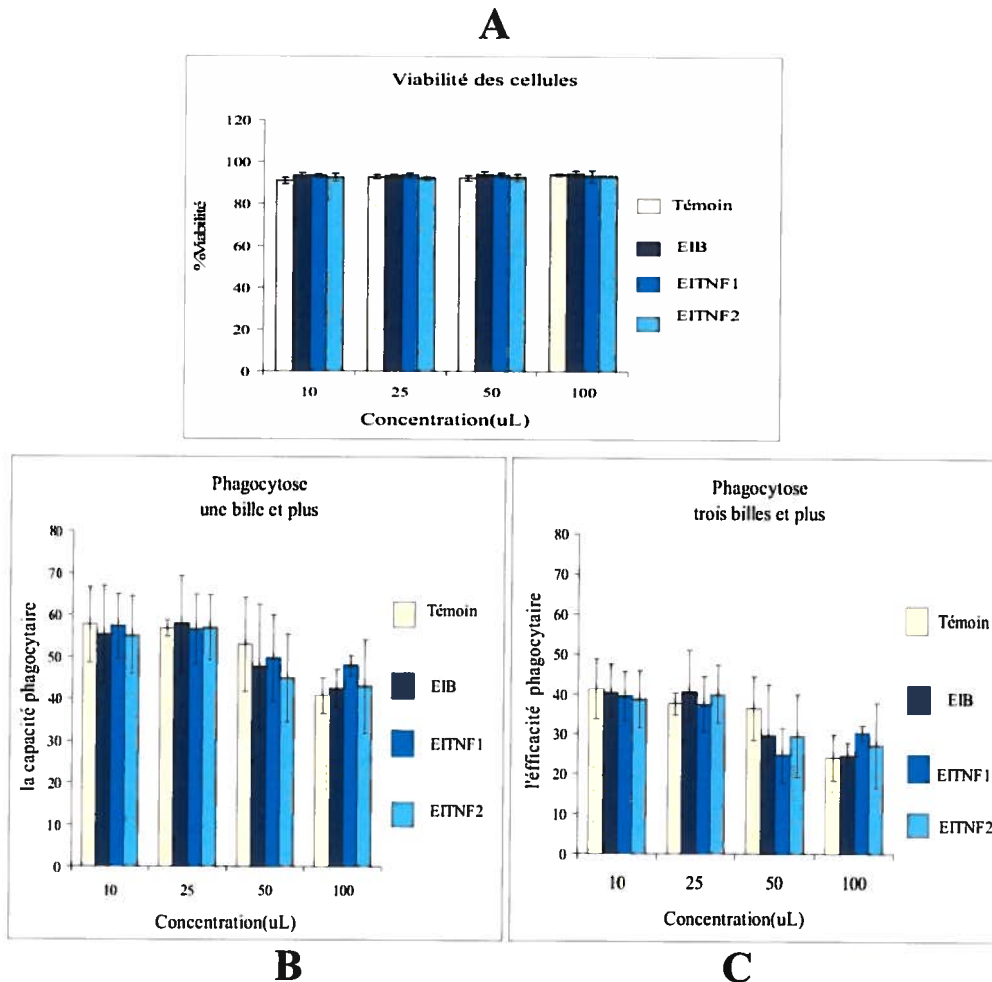 A
Viabilité des cellules
%Viabilité
120
100
80
60
40
20
0
10 25 50 100
Concentration(uL)
Témoin
EIB
EITNF1
EITNF2
Phagocytose
une bille et plus
la capacité phagocytaire
80
70
60
50
40
30
20
10
0
10 25 50 100
Concentration(uL)
Témoin
EIB
EITNF1
EITNF2
B
Phagocytose
trois billes et plus
l'éfficacité phagocytaire
80
70
60
50
40
30
20
10
0
10 25 50 100
Concentration(uL)
Témoin
EIB
EITNF1
EITNF2
C